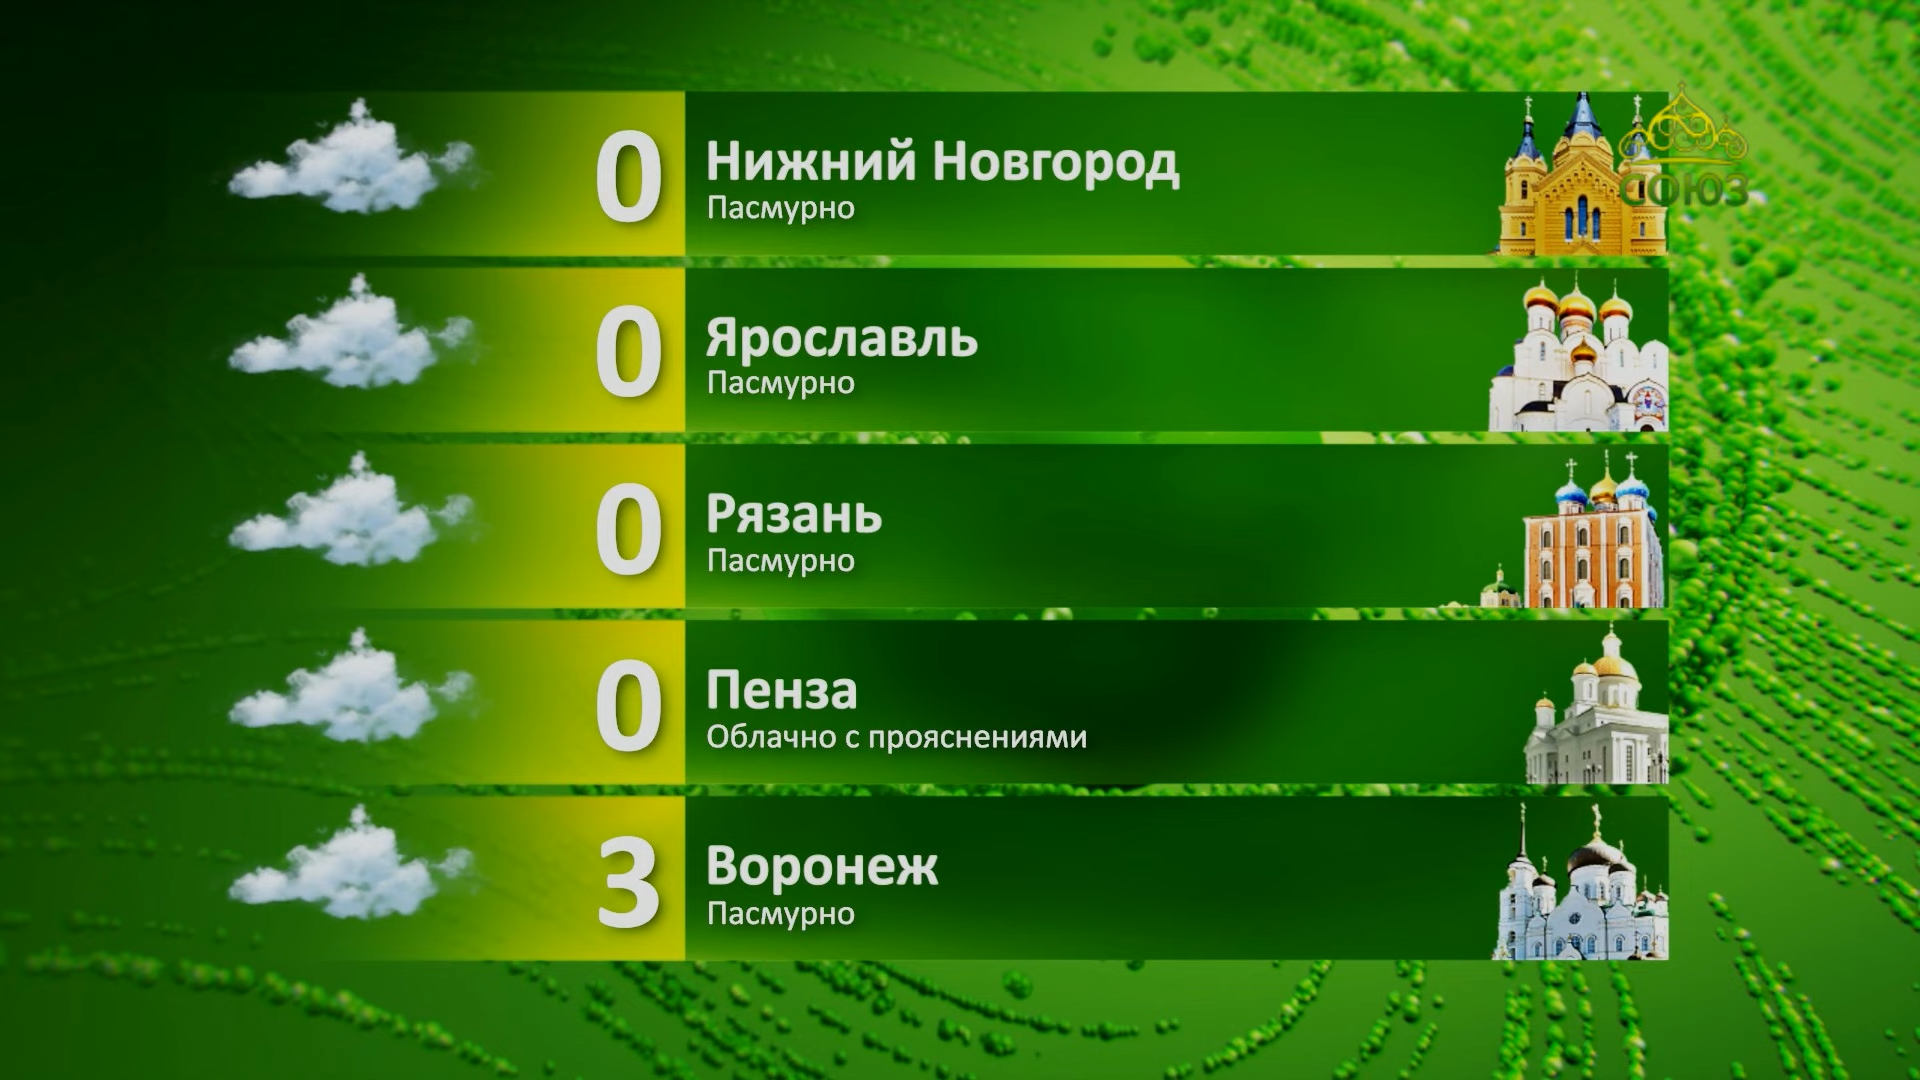 0
Нижний Новгород
Пасмурно
СОЮЗ
0
Ярославль
Пасмурно
0
Рязань
Пасмурно
0
Пенза
Облачно с прояснениями
3
Воронеж
Пасмурно